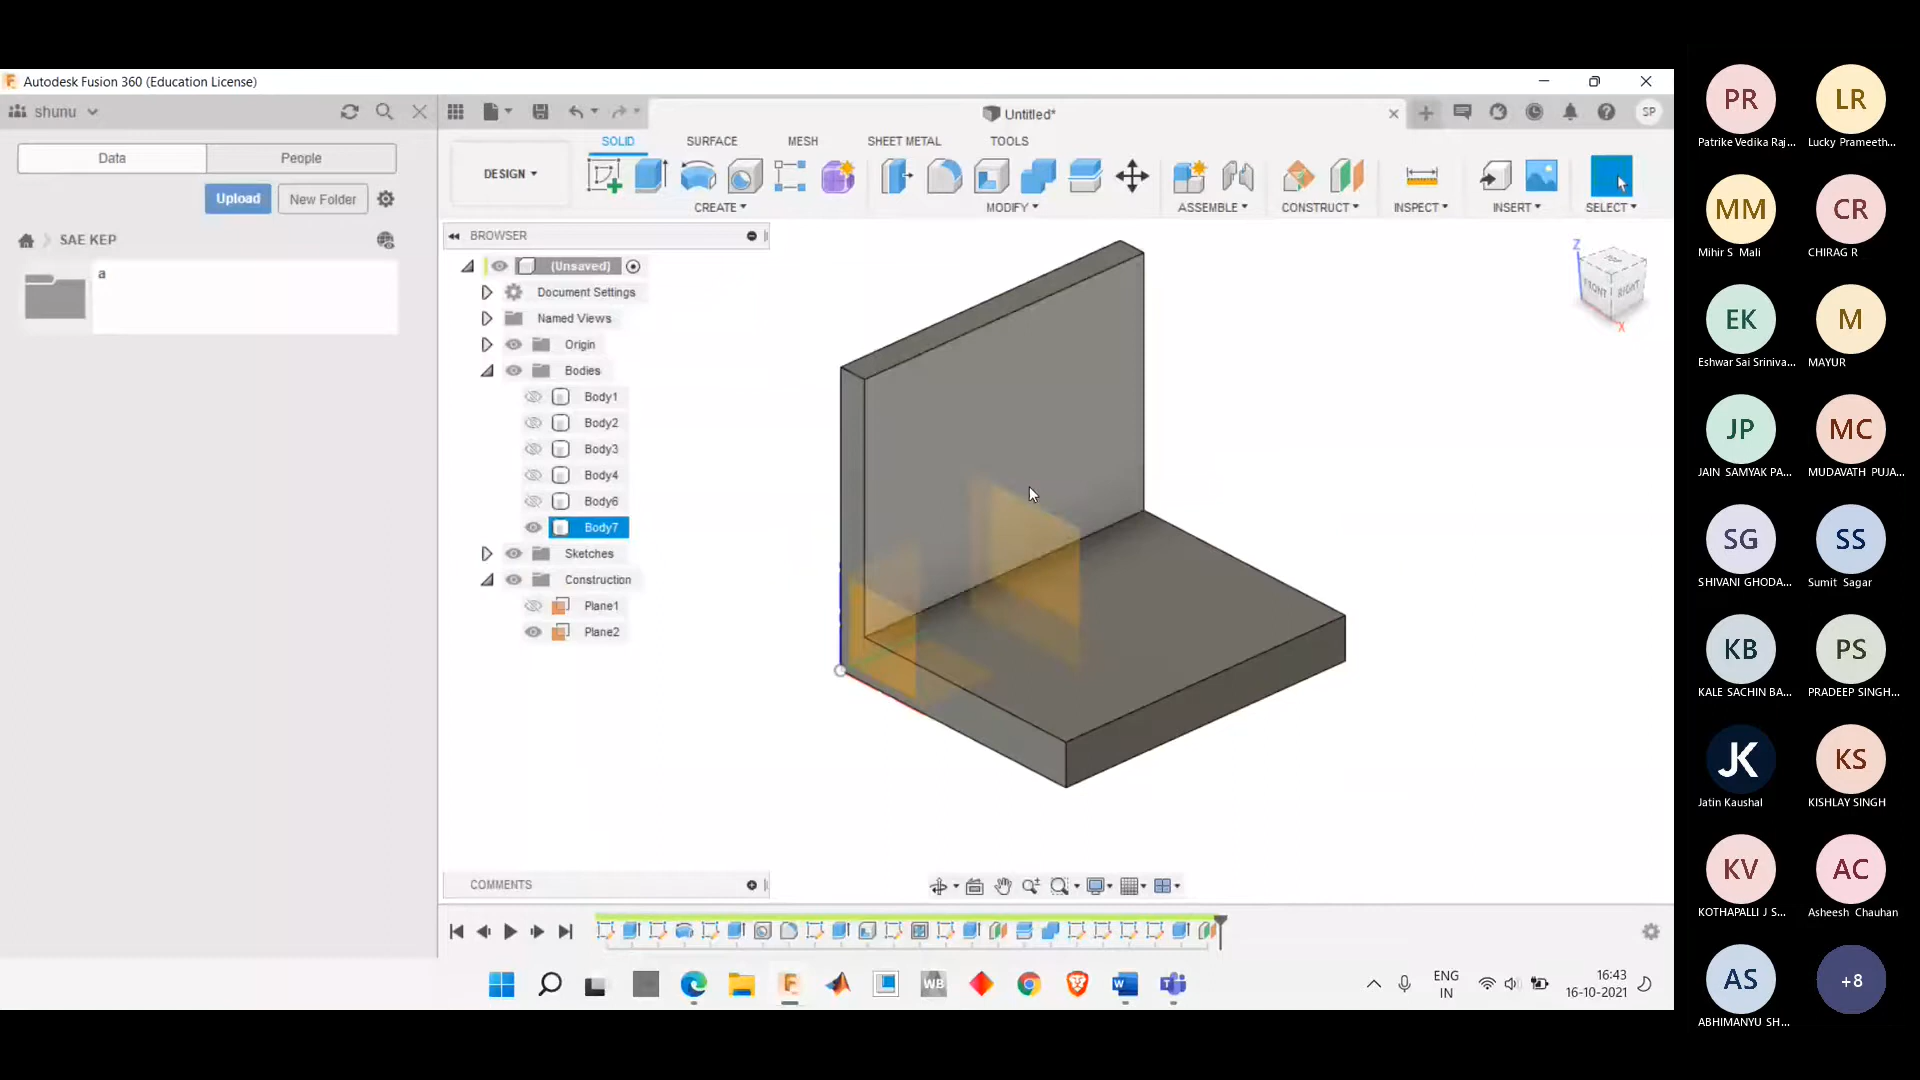 Autodesk Fusion 360 (Education License)
shunu
Data
People
Upload
New Folder
SAE KEP
a
Untitled*
SP
DESIGN
SOLID
SURFACE
MESH
SHEET METAL
TOOLS
CREATE
MODIFY
ASSEMBLE
CONSTRUCT
INSPECT
INSERT
SELECT
BROWSER
(Unsaved)
Document Settings
Named Views
Origin
Bodies
Body1
Body2
Body3
Body4
Body6
Body7
Sketches
Construction
Plane1
Plane2
Z
FRONT
RIGHT
X
COMMENTS
WB
ENG
IN
16:43
16-10-2021
PR
Patrike Vedika Raj...
LR
Lucky Prameeth...
MM
Mihir S Mali
CR
CHIRAG R
EK
Eshwar Sai Sriniva...
M
MAYUR
JP
JAIN SAMYAK PA...
MC
MUDAVATH PUJA...
SG
SHIVANI GHODA...
SS
Sumit Sagar
KB
KALE SACHIN BA...
PS
PRADEEP SINGH...
JK
Jatin Kaushal
KS
KISHLAY SINGH
KV
KOTHAPALLI J S...
AC
Asheesh Chauhan
AS
ABHIMANYU SH...
+8